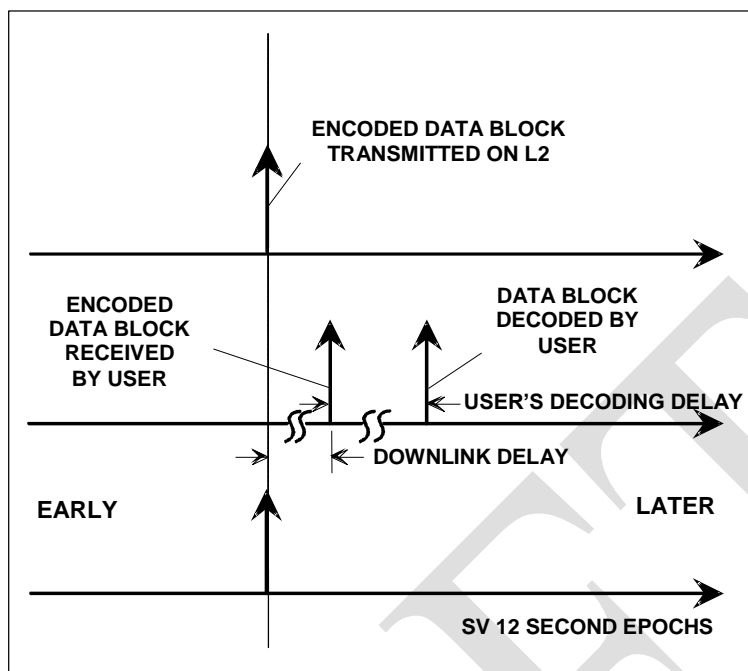 ENCODED DATA BLOCK
TRANSMITTED ON L2
ENCODED
DATA BLOCK
RECEIVED
BY USER
DATA BLOCK
DECODED BY
USER
USER'S DECODING DELAY
DOWNLINK DELAY
EARLY
LATER
SV 12 SECOND EPOCHS